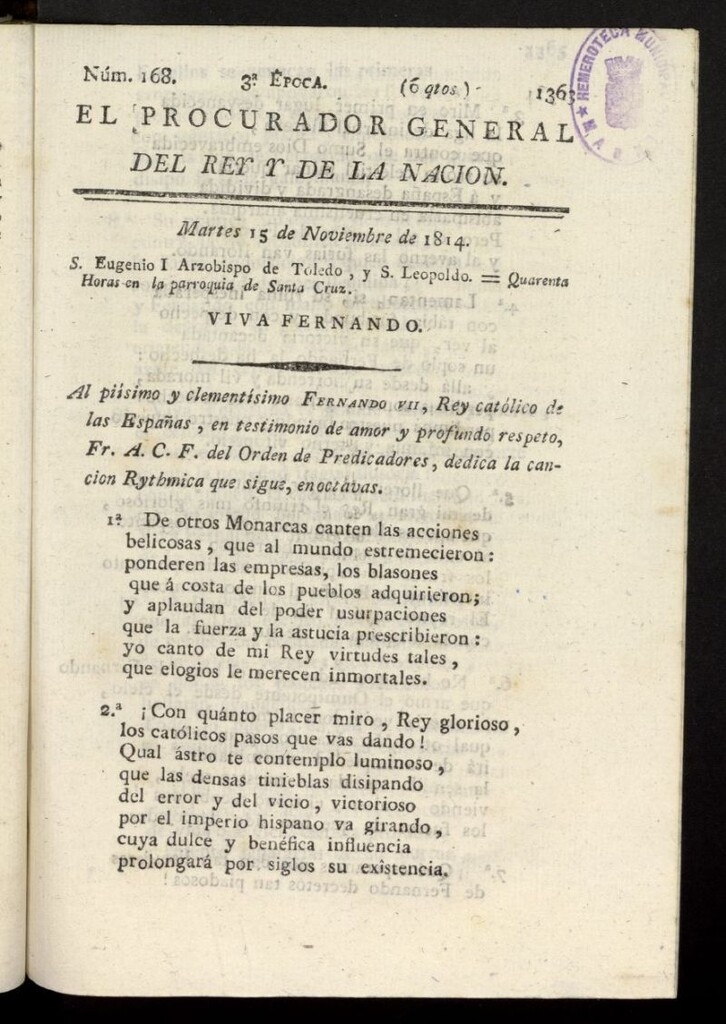 Núm. 168. 3ª ÉPOCA. (6 qtos.) 1363
EL PROCURADOR GENERAL
DEL REY Y DE LA NACION.
Martes 15 de Noviembre de 1814.
S. Eugenio I Arzobispo de Toledo, y S. Leopoldo. = Quarenta
Horas en la parroquia de Santa Cruz.
VIVA FERNANDO.
Al piísimo y clementísimo FERNANDO VII, Rey católico de
las Españas, en testimonio de amor y profundo respeto,
Fr. A. C. F. del Orden de Predicadores, dedica la can-
cion Rythmica que sigue, en octavas.
1ª De otros Monarcas canten las acciones
belicosas, que al mundo estremecieron:
ponderen las empresas, los blasones
que á costa de los pueblos adquirieron;
y aplaudan del poder usurpaciones
que la fuerza y la astucia prescribieron:
yo canto de mi Rey virtudes tales,
que elogios le merecen inmortales.
2.ª ¡Con quánto placer miro, Rey glorioso,
los católicos pasos que vas dando!
Qual ástro te contemplo luminoso,
que las densas tinieblas disipando
del error y del vicio, victorioso
por el imperio hispano va girando,
cuya dulce y benéfica influencia
prolongará por siglos su existencia.
HEMEROTECA